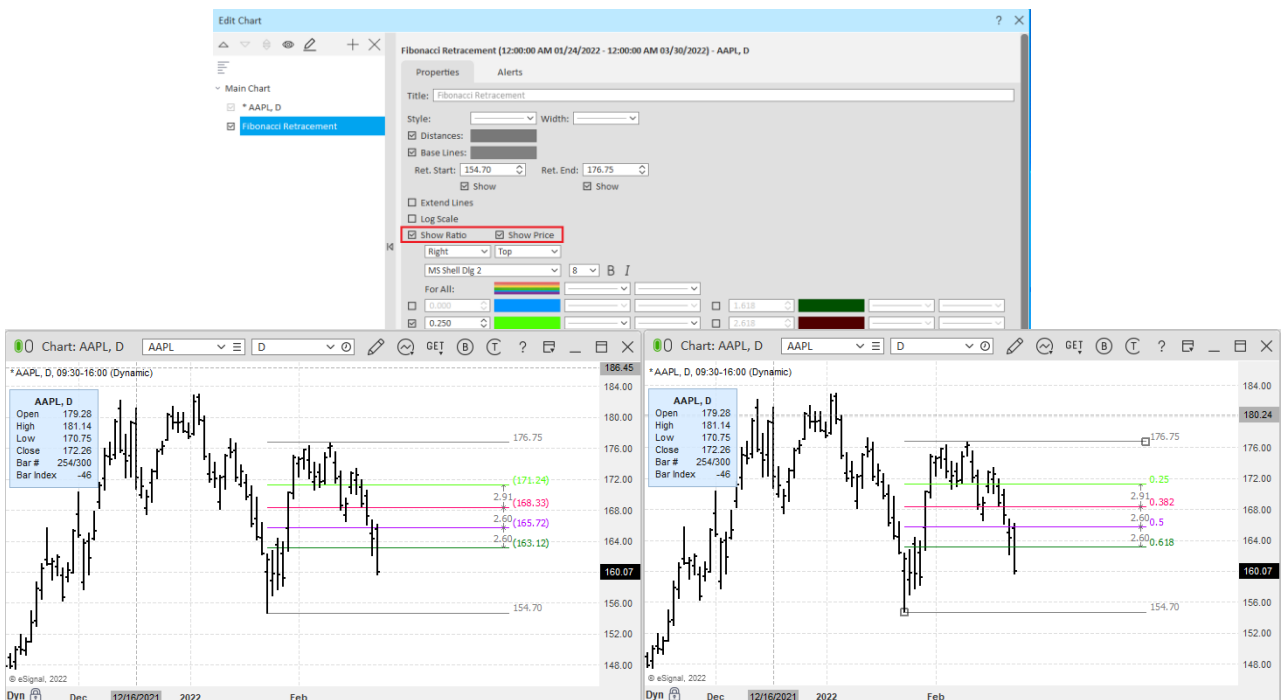 Edit Chart ? ×
Fibonacci Retracement (12:00:00 AM 01/24/2022 - 12:00:00 AM 03/30/2022) - AAPL, D
Properties Alerts
Main Chart
* AAPL, D
Fibonacci Retracement
Title: Fibonacci Retracement
Style: Width:
Distances:
Base Lines:
Ret. Start: 154.70 Ret. End: 176.75
Show Show
Extend Lines
Log Scale
Show Ratio Show Price
Right Top
MS Shell Dlg 2 8 B I
For All:
0.000 1.618
0.250 2.618
Chart: AAPL, D AAPL D GET B T ?
*AAPL, D, 09:30-16:00 (Dynamic)
AAPL, D
Open 179.28
High 181.14
Low 170.75
Close 172.26
Bar # 254/300
Bar Index -46
186.45
184.00
180.00
176.00
172.00
168.00
164.00
160.07
156.00
152.00
148.00
176.75
(171.24)
2.91
(168.33)
2.60
(165.72)
2.60
(163.12)
154.70
© eSignal, 2022
Dyn Dec 12/16/2021 2022 Feb
Chart: AAPL, D AAPL D GET B T ?
*AAPL, D, 09:30-16:00 (Dynamic)
AAPL, D
Open 179.28
High 181.14
Low 170.75
Close 172.26
Bar # 254/300
Bar Index -46
184.00
180.24
176.00
172.00
168.00
164.00
160.07
156.00
152.00
148.00
176.75
0.25
2.91
0.382
2.60
0.5
2.60
0.618
154.70
© eSignal, 2022
Dyn Dec 12/16/2021 2022 Feb